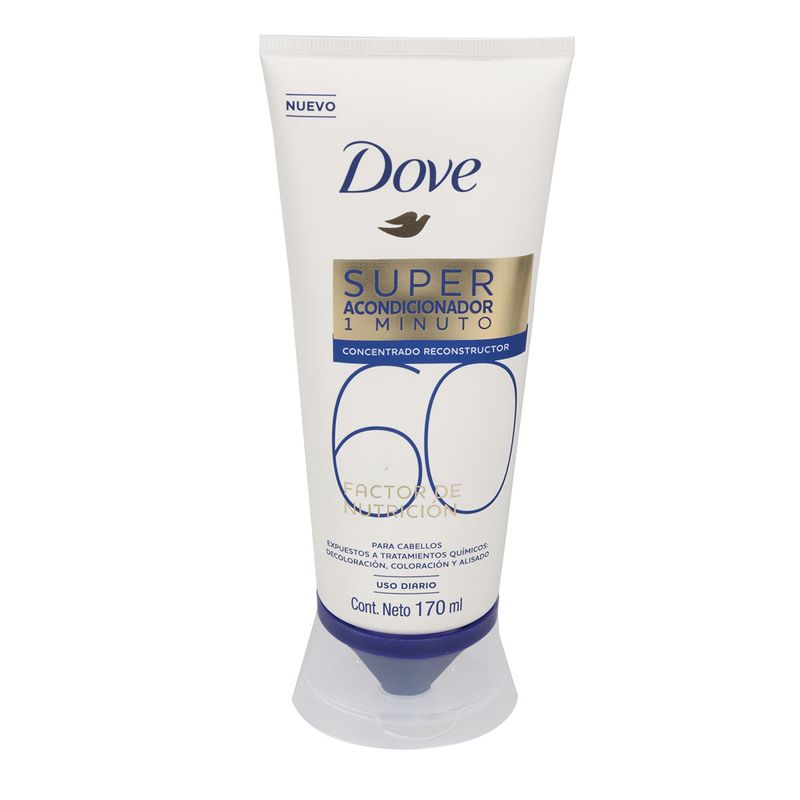 NUEVO
Dove
SUPER
ACONDICIONADOR
1 MINUTO
CONCENTRADO RECONSTRUCTOR
60
FACTOR DE
NUTRICIÓN
PARA CABELLOS
EXPUESTOS A TRATAMIENTOS QUÍMICOS:
DECOLORACIÓN, COLORACIÓN Y ALISADO
USO DIARIO
Cont. Neto 170 ml